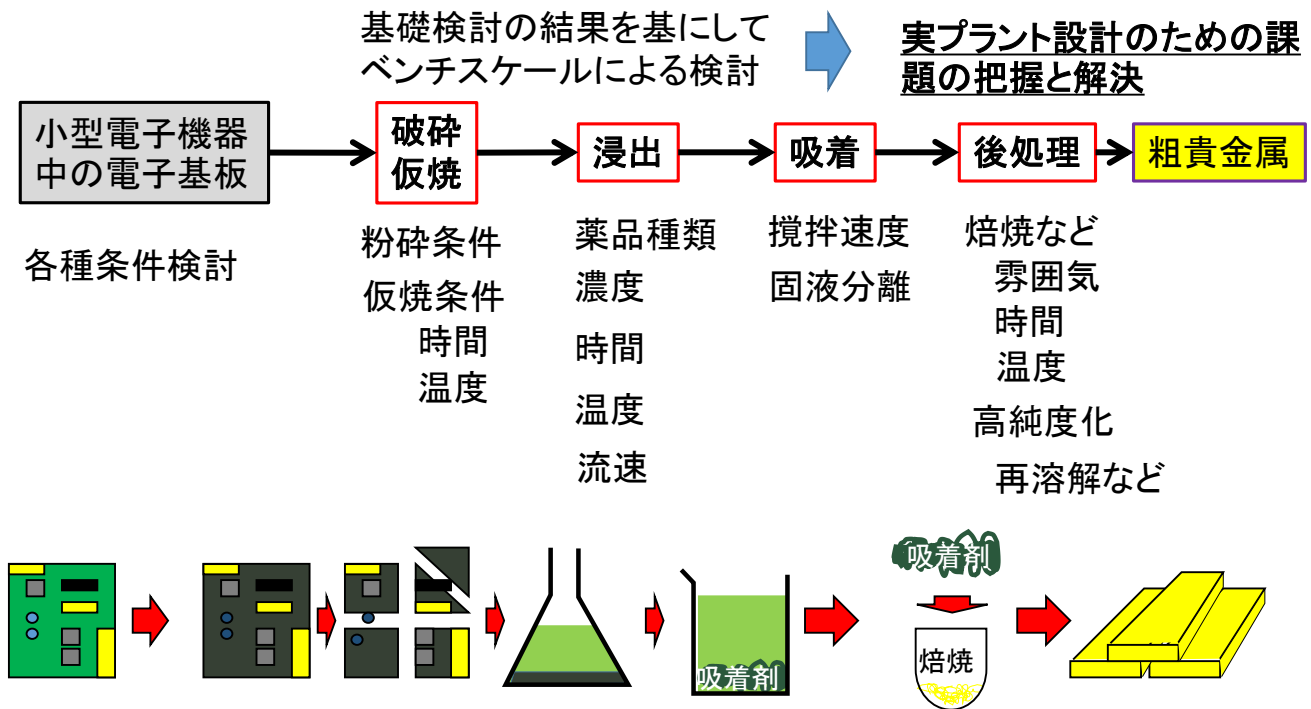 基礎検討の結果を基にして
ベンチスケールによる検討
実プラント設計のための課
題の把握と解決
小型電子機器
中の電子基板
破砕
仮焼
浸出
吸着
後処理
粗貴金属
各種条件検討
粉砕条件
仮焼条件
時間
温度
薬品種類
濃度
時間
温度
流速
撹拌速度
固液分離
焙焼など
雰囲気
時間
温度
高純度化
再溶解など
吸着剤
吸着剤
焙焼